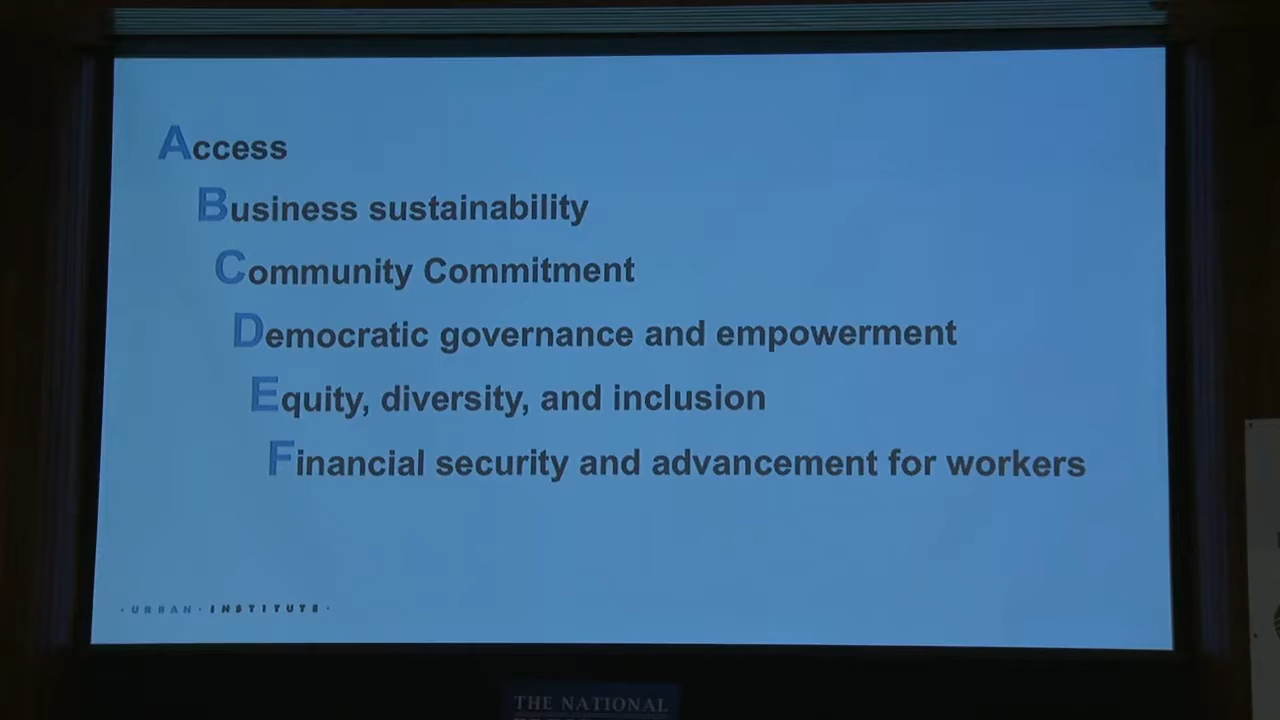 Access
Business sustainability
Community Commitment
Democratic governance and empowerment
Equity, diversity, and inclusion
Financial security and advancement for workers
· URBAN · INSTITUTE ·
THE NATIONAL